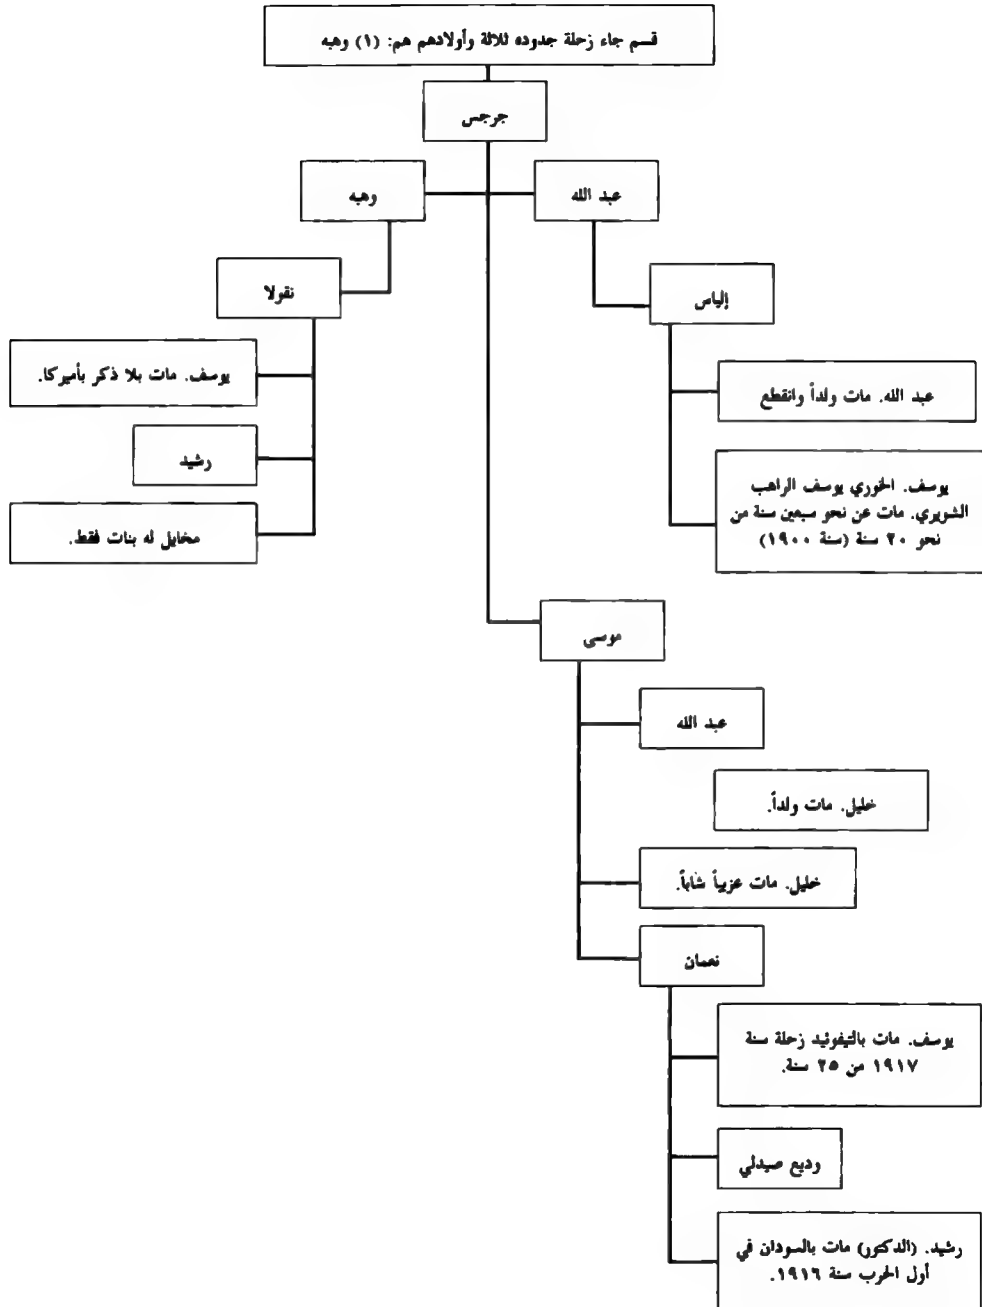 قسم جاء زحلة جدوده ثلاثة وأولادهم هم: (١) وهبه
جرجس
عبد الله
وهبه
إلياس
نقولا
عبد الله. مات ولداً وانقطع
يوسف. مات بلا ذكر بأميركا.
رشيد
يوسف. الخوري يوسف الراهب
الشويري. مات عن نحو سبعين سنة من
نحو ٢٠ سنة (سنة ١٩٠٠)
مخايل له بنات فقط.
موسى
عبد الله
خليل. مات ولداً.
خليل. مات عزيباً شاباً.
نعمان
يوسف. مات بالتيفوئيد زحلة سنة
١٩١٧ من ٢٥ سنة.
وديع صيدلي
رشيد. (الدكتور) مات بالسودان في
أول الحرب سنة ١٩١٦.